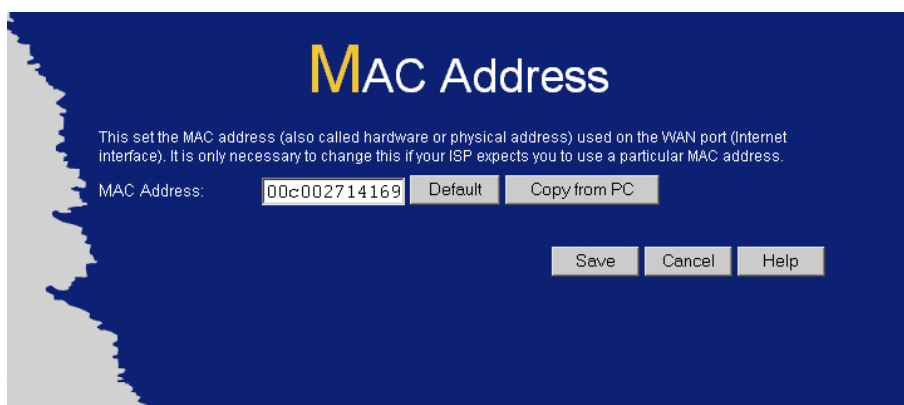 MAC Address
This set the MAC address (also called hardware or physical address) used on the WAN port (Internet
interface). It is only necessary to change this if your ISP expects you to use a particular MAC address.
MAC Address: 00c002714169 Default Copy from PC
Save Cancel Help